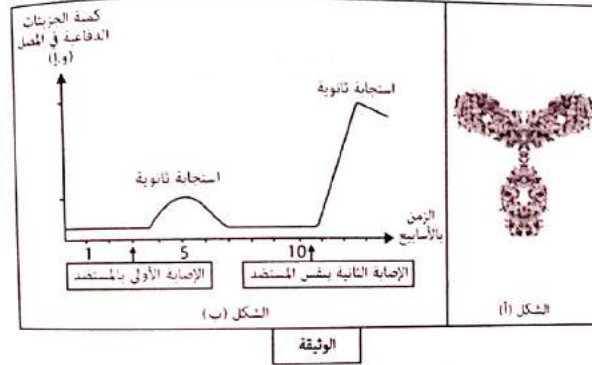 كمية الجزيئات
الدفاعية في المصل
(و.إ)
استجابة ثانوية
استجابة ثانوية
الزمن
بالأسابيع
1
5
10
الإصابة الأولى بالمستضد
الإصابة الثانية بنفس المستضد
الشكل (ب)
الشكل (أ)
الوثيقة